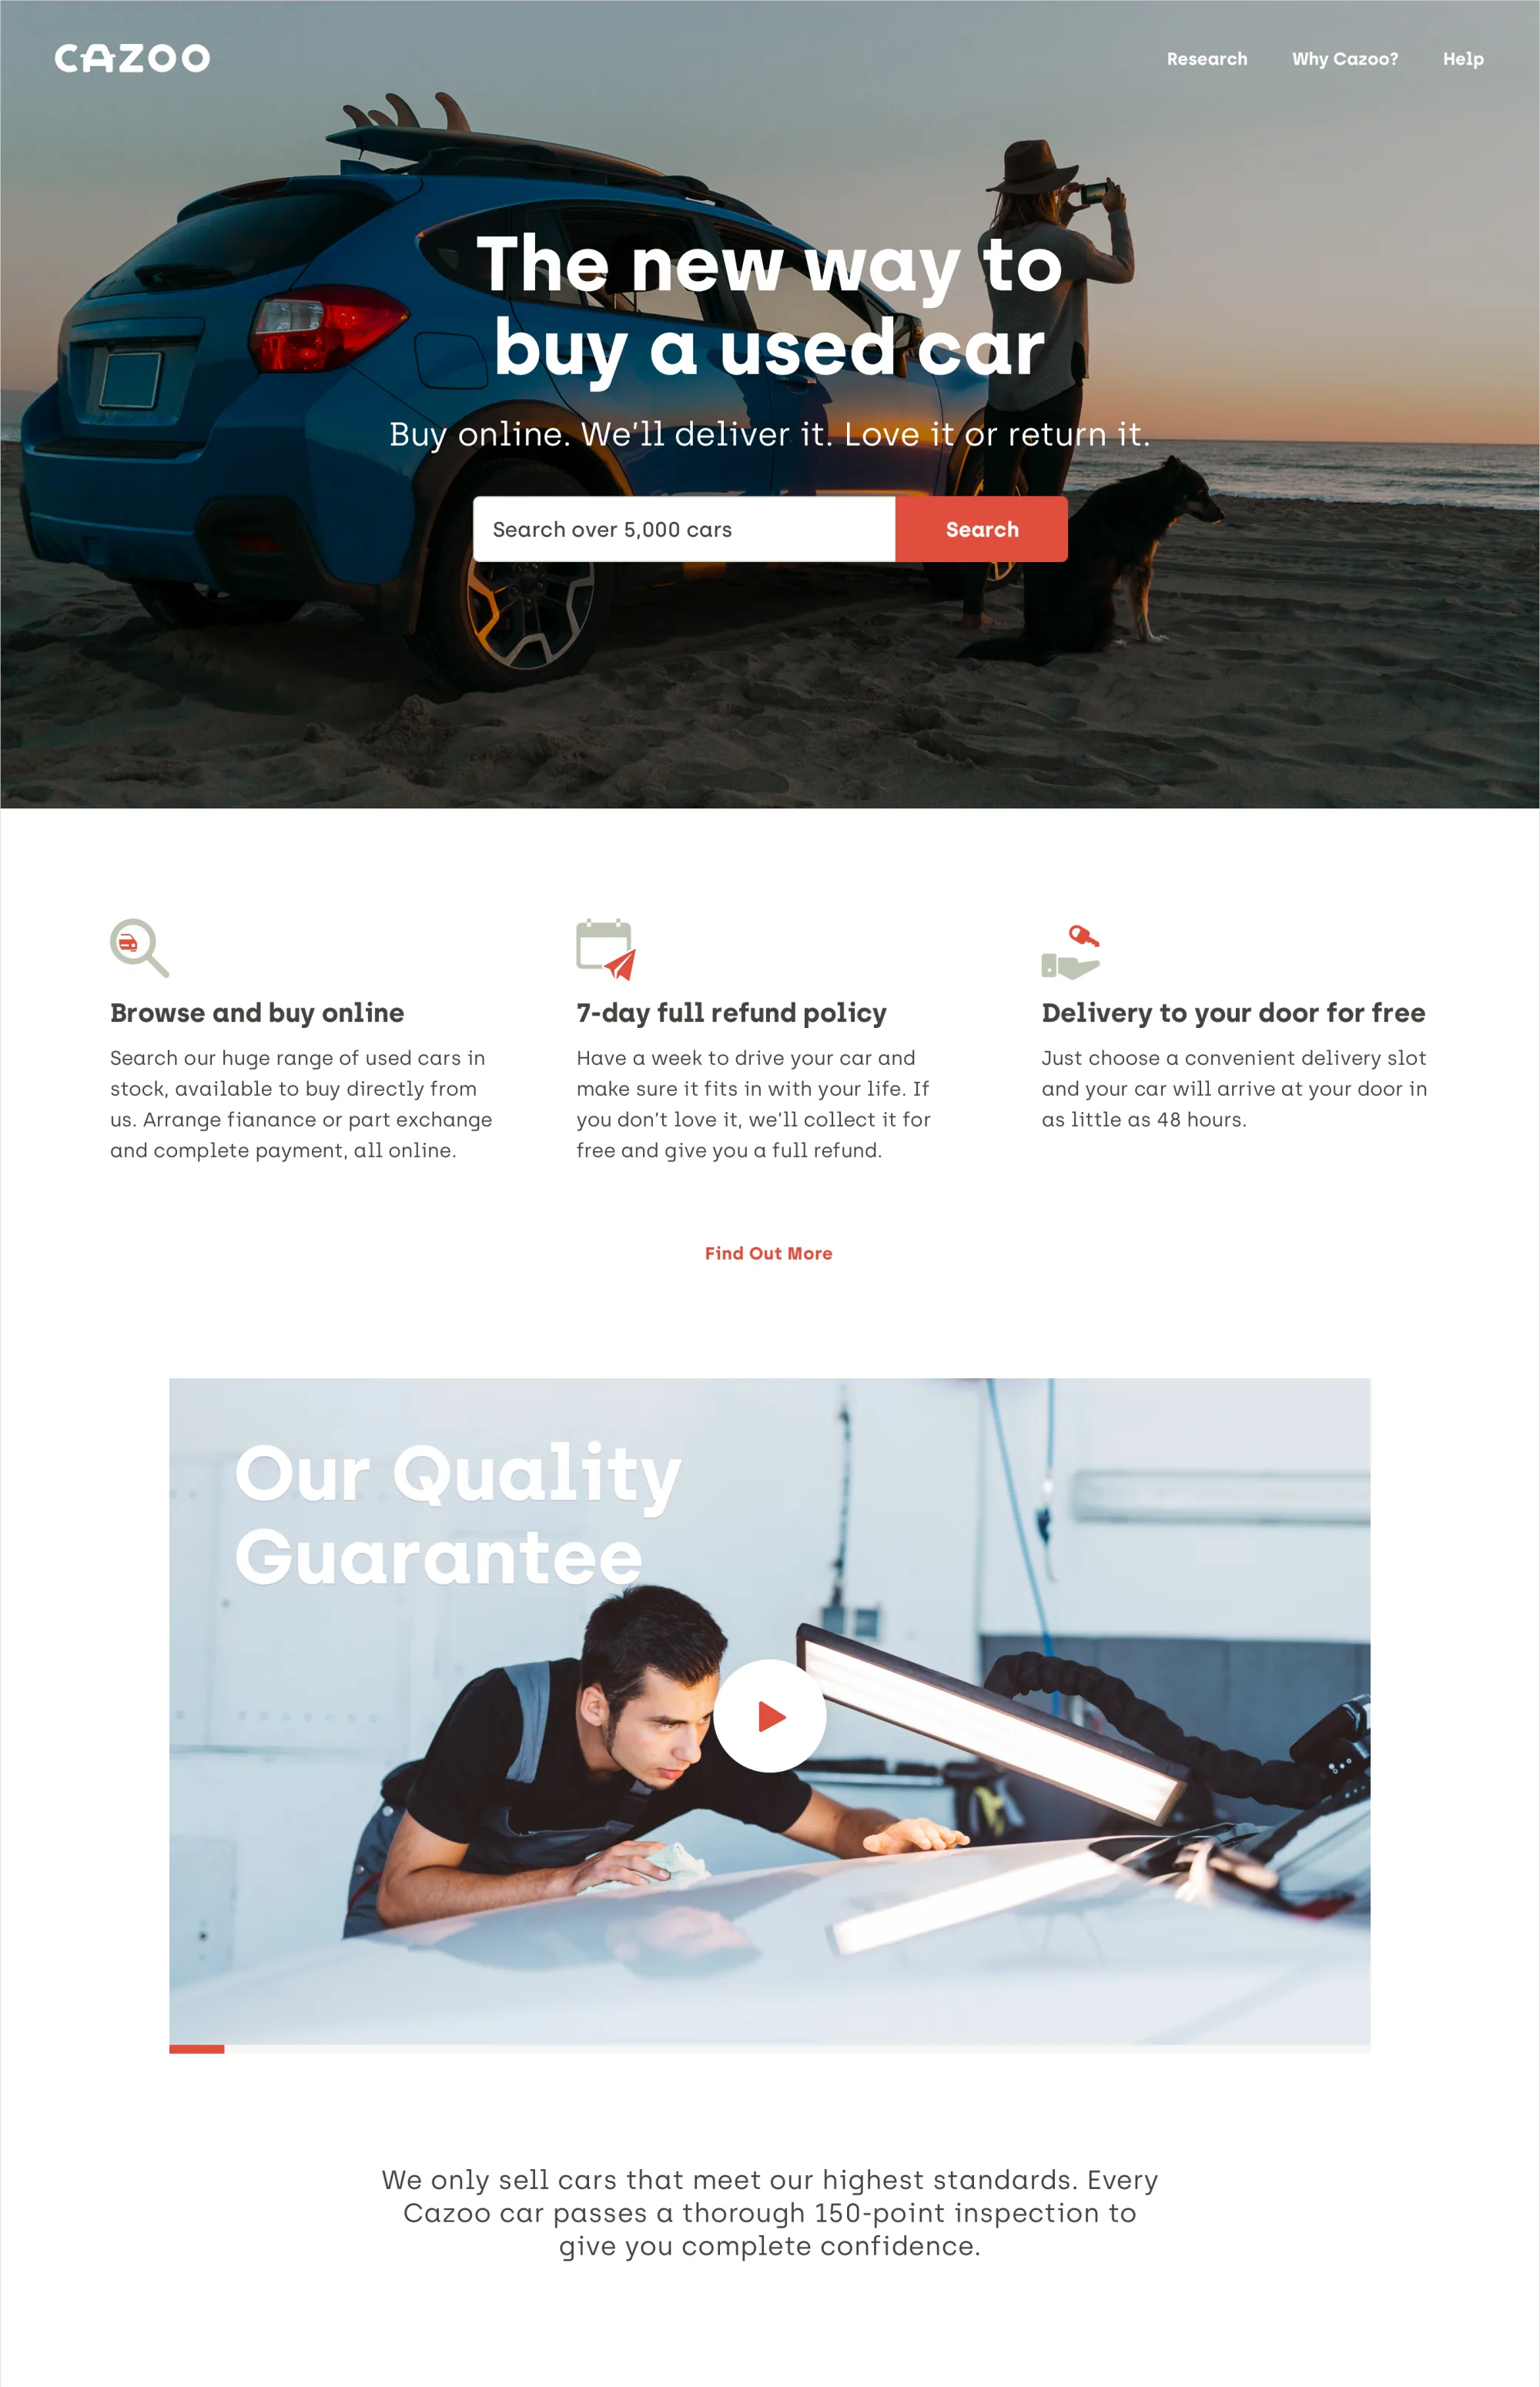 CAZOO
Research
Why Cazoo?
Help
The new way to
buy a used car
Buy online. We'll deliver it. Love it or return it.
Search over 5,000 cars
Search
Browse and buy online
Search our huge range of used cars in
stock, available to buy directly from
us. Arrange fianance or part exchange
and complete payment, all online.
7-day full refund policy
Have a week to drive your car and
make sure it fits in with your life. If
you don't love it, we'll collect it for
free and give you a full refund.
Delivery to your door for free
Just choose a convenient delivery slot
and your car will arrive at your door in
as little as 48 hours.
Find Out More
Our Quality
Guarantee
We only sell cars that meet our highest standards. Every
Cazoo car passes a thorough 150-point inspection to
give you complete confidence.